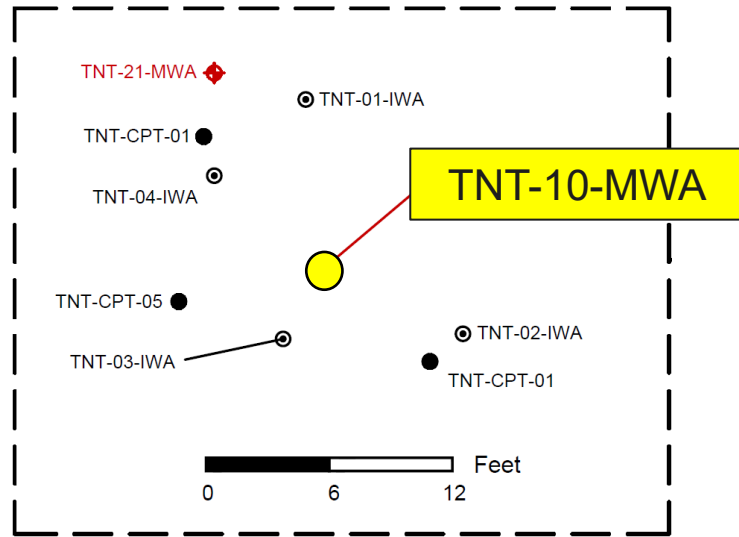 TNT-21-MWA
TNT-01-IWA
TNT-CPT-01
TNT-04-IWA
TNT-10-MWA
TNT-CPT-05
TNT-03-IWA
TNT-02-IWA
TNT-CPT-01
Feet
0 6 12